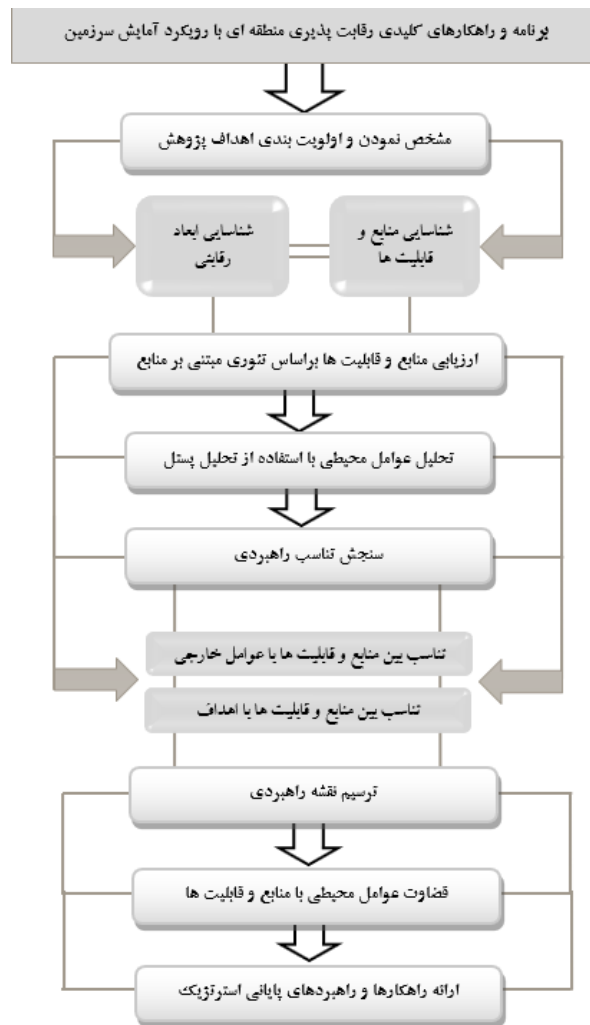 برنامه و راهکارهای کلیدی رقابت پذیری منطقه ای با رویکرد آمایش سرزمین
مشخص نمودن و اولویت بندی اهداف پژوهش
شناسایی منابع و
قابلیت ها
شناسایی ابعاد
رقابتی
ارزیابی منابع و قابلیت ها براساس تئوری مبتنی بر منابع
تحلیل عوامل محیطی با استفاده از تحلیل پستل
سنجش تناسب راهبردی
تناسب بین منابع و قابلیت ها با عوامل خارجی
تناسب بین منابع و قابلیت ها با اهداف
ترسیم نقشه راهبردی
قضاوت عوامل محیطی با منابع و قابلیت ها
ارائه راهکارها و راهبردهای پایانی استرتژیک